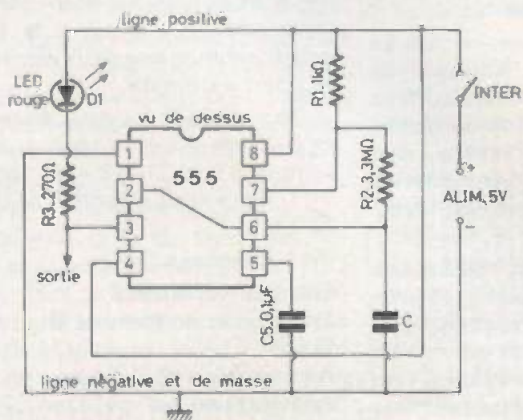 ligne positive
LED
rouge
D1
R1.1kΩ
INTER
vu de dessus
1
8
555
R3.270Ω
2
7
R2.3,3MΩ
+
ALIM.5V
3
6
-
sortie
4
5
C5.0,1µF
C
ligne négative et de masse